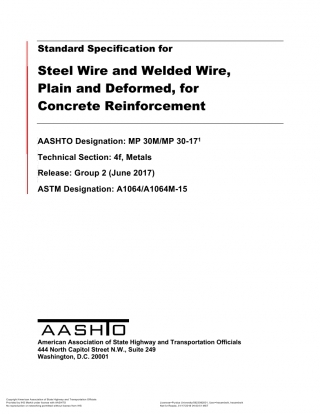 Standard Specification for
Steel Wire and Welded Wire,
Plain and Deformed, for
Concrete Reinforcement
AASHTO Designation: MP 30M/MP 30-17¹
Technical Section: 4f, Metals
Release: Group 2 (June 2017)
ASTM Designation: A1064/A1064M-15
AASHTO
American Association of State Highway and Transportation Officials
444 North Capitol Street N.W., Suite 249
Washington, D.C. 20001